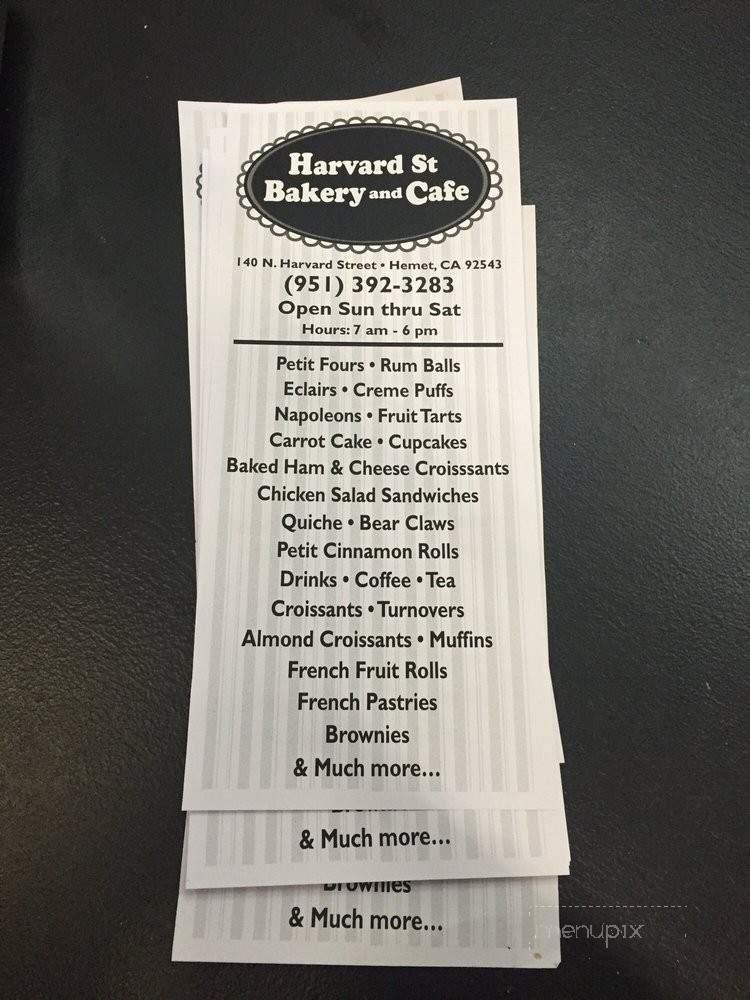 Harvard St
Bakery and Cafe
140 N. Harvard Street • Hemet, CA 92543
(951) 392-3283
Open Sun thru Sat
Hours: 7 am - 6 pm
Petit Fours • Rum Balls
Eclairs • Creme Puffs
Napoleons • Fruit Tarts
Carrot Cake • Cupcakes
Baked Ham & Cheese Croisssants
Chicken Salad Sandwiches
Quiche • Bear Claws
Petit Cinnamon Rolls
Drinks • Coffee • Tea
Croissants • Turnovers
Almond Croissants • Muffins
French Fruit Rolls
French Pastries
Brownies
& Much more...
& Much more...
Brownies
& Much more...
menupix